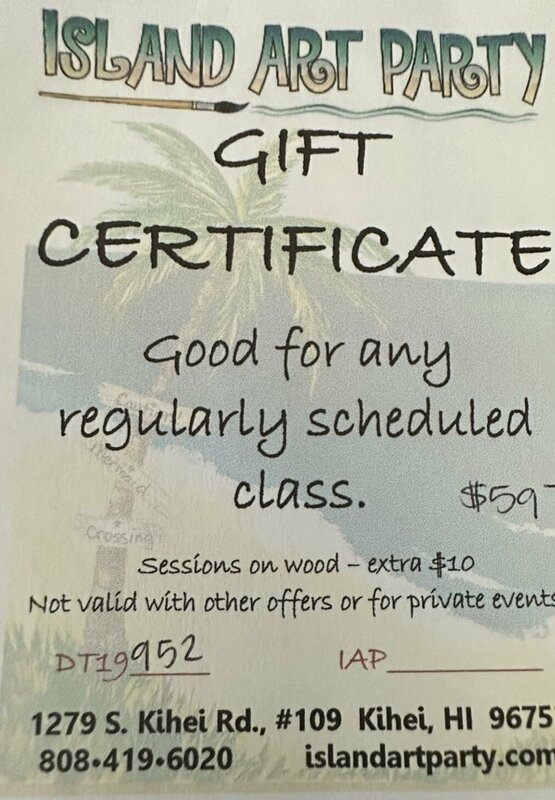 ISLAND ART PARTY
GIFT
CERTIFICATE
Good for any
regularly scheduled
class. $59
Crossing
Sessions on wood – extra $10
Not valid with other offers or for private events
DT19952 IAP
1279 S. Kihei Rd., #109 Kihei, HI 9675
808•419•6020 islandartparty.com